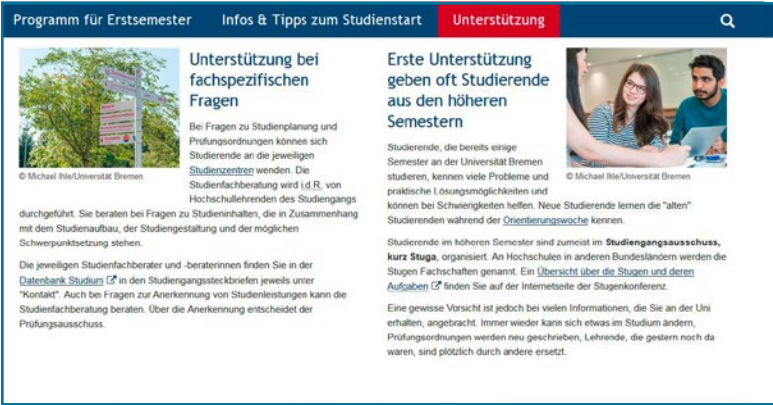 Programm für Erstsemester
Infos & Tipps zum Studienstart
Unterstützung
Unterstützung bei
fachspezifischen
Fragen
Bei Fragen zu Studienplanung und
Prüfungsordnungen können sich
Studierende an die jeweiligen
Studienzentren wenden. Die
Studienfachberatung wird i.d.R. von
Hochschullehrenden des Studiengangs
© Michael Ihle/Universität Bremen
durchgeführt. Sie beraten bei Fragen zu Studieninhalten, die in Zusammenhang
mit dem Studienaufbau, der Studiengestaltung und der möglichen
Schwerpunktsetzung stehen.
Die jeweiligen Studienfachberater und -beraterinnen finden Sie in der
Datenbank Studium in den Studiengangssteckbriefen jeweils unter
"Kontakt". Auch bei Fragen zur Anerkennung von Studienleistungen kann die
Studienfachberatung beraten. Über die Anerkennung entscheidet der
Prüfungsausschuss.
Erste Unterstützung
geben oft Studierende
aus den höheren
Semestern
Studierende, die bereits einige
Semester an der Universität Bremen
studieren, kennen viele Probleme und
praktische Lösungsmöglichkeiten und
© Michael Ihle/Universität Bremen
können bei Schwierigkeiten helfen. Neue Studierende lernen die "alten"
Studierenden während der Orientierungswoche kennen.
Studierende im höheren Semester sind zumeist im Studiengangsausschuss,
kurz Stuga, organisiert. An Hochschulen in anderen Bundesländern werden die
Stugen Fachschaften genannt. Ein Übersicht über die Stugen und deren
Aufgaben finden Sie auf der Internetseite der Stugenkonferenz.
Eine gewisse Vorsicht ist jedoch bei vielen Informationen, die Sie an der Uni
erhalten, angebracht. Immer wieder kann sich etwas im Studium ändern,
Prüfungsordnungen werden neu geschrieben, Lehrende, die gestern noch da
waren, sind plötzlich durch andere ersetzt.